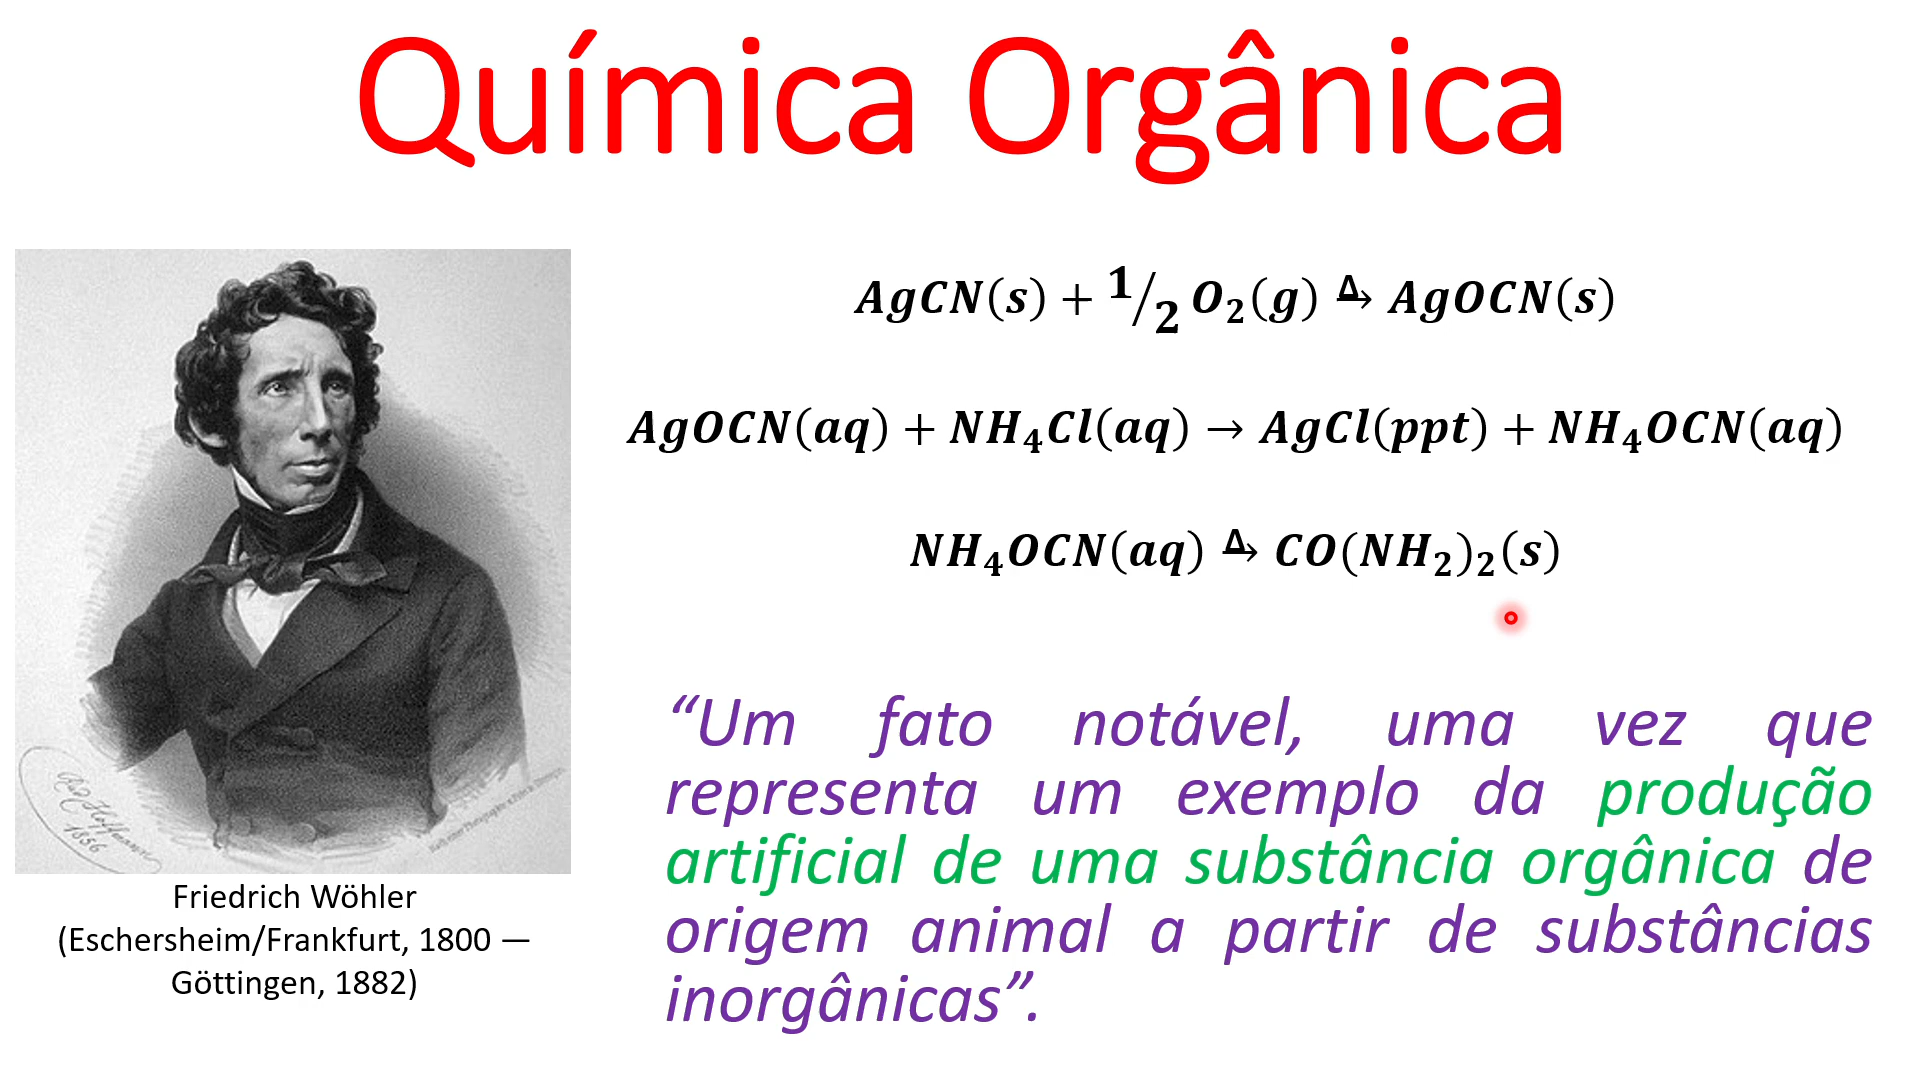 Química Orgânica
AgCN(s) + 1/2 O₂(g) Δ→ AgOCN(s)
AgOCN(aq) + NH₄Cl(aq) → AgCl(ppt) + NH₄OCN(aq)
NH₄OCN(aq) Δ→ CO(NH₂)₂(s)
“Um fato notável, uma vez que
representa um exemplo da produção
artificial de uma substância orgânica de
origem animal a partir de substâncias
inorgânicas”.
1856
Friedrich Wöhler
(Eschersheim/Frankfurt, 1800 —
Göttingen, 1882)